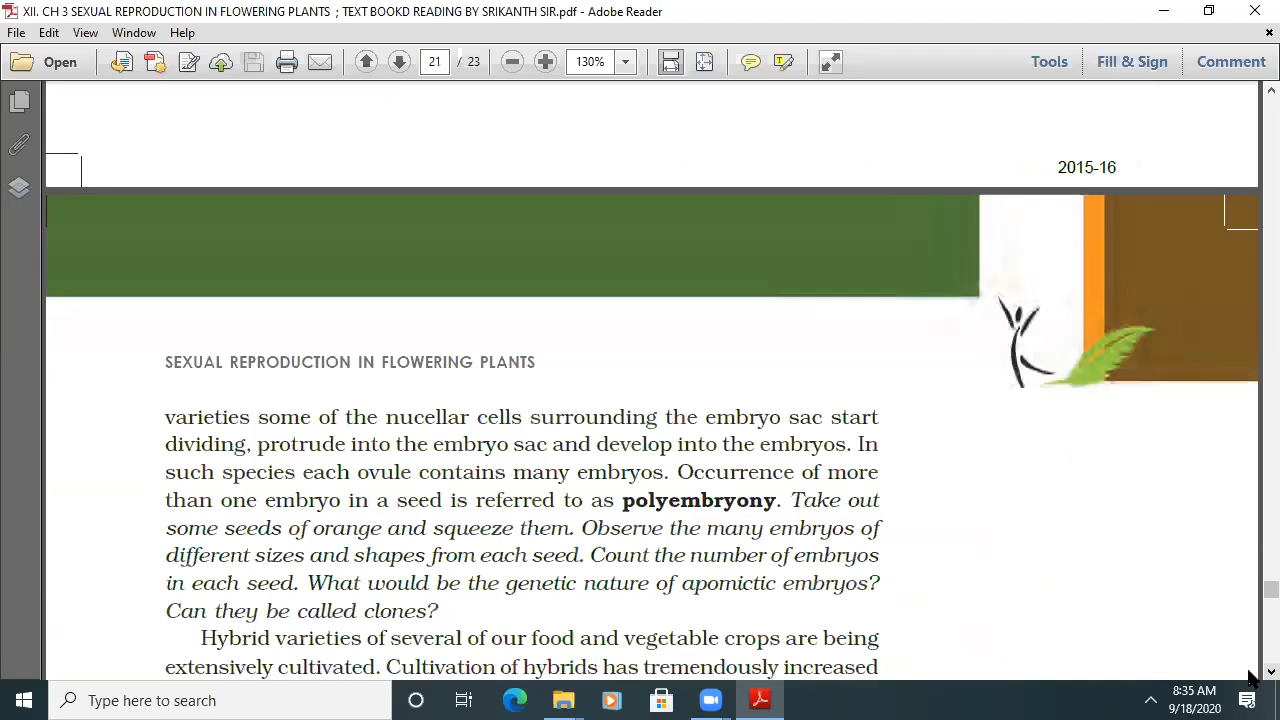 XII. CH 3 SEXUAL REPRODUCTION IN FLOWERING PLANTS ; TEXT BOOKD READING BY SRIKANTH SIR.pdf - Adobe Reader
File Edit View Window Help
Open 21 / 23 130% Tools Fill & Sign Comment
2015-16
SEXUAL REPRODUCTION IN FLOWERING PLANTS
varieties some of the nucellar cells surrounding the embryo sac start
dividing, protrude into the embryo sac and develop into the embryos. In
such species each ovule contains many embryos. Occurrence of more
than one embryo in a seed is referred to as polyembryony. Take out
some seeds of orange and squeeze them. Observe the many embryos of
different sizes and shapes from each seed. Count the number of embryos
in each seed. What would be the genetic nature of apomictic embryos?
Can they be called clones?
Hybrid varieties of several of our food and vegetable crops are being
extensively cultivated. Cultivation of hybrids has tremendously increased
Type here to search
8:35 AM
9/18/2020